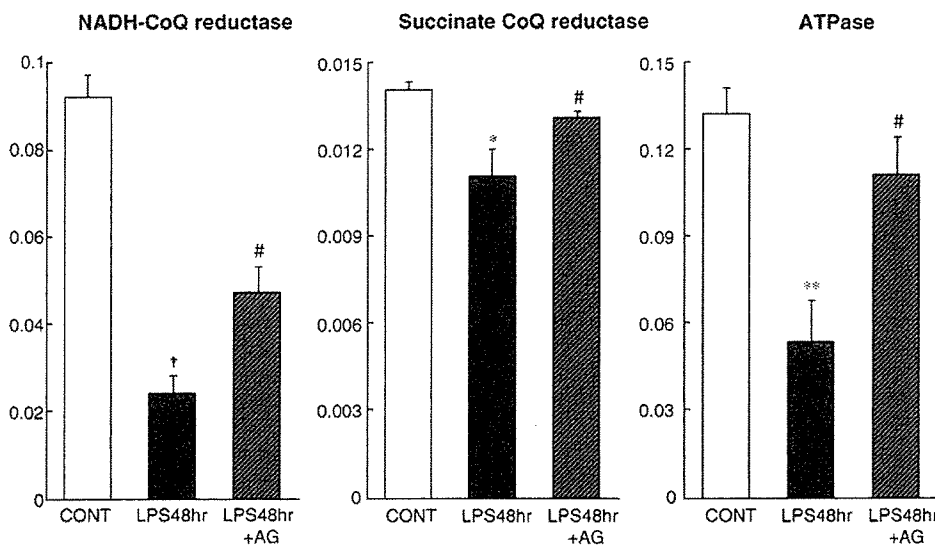 NADH-CoQ reductase
0.1
0.08
0.06
0.04
0.02
0
†
#
CONT
LPS48hr
LPS48hr
+AG
Succinate CoQ reductase
0.015
0.012
0.009
0.006
0.003
0
*
#
CONT
LPS48hr
LPS48hr
+AG
ATPase
0.15
0.12
0.09
0.06
0.03
0
**
#
CONT
LPS48hr
LPS48hr
+AG